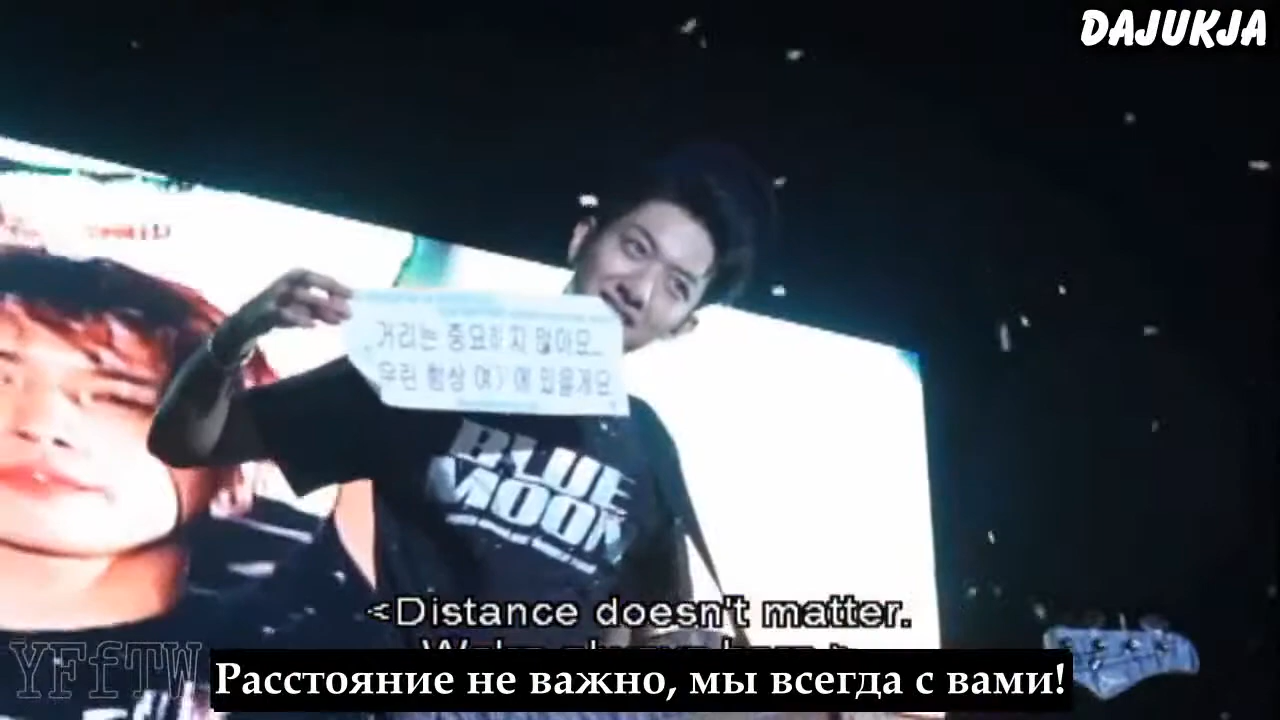 DAJUKJA
거리는 중요하지 않아요...
우린 항상 여기에 있을게요
BLUE
MOON
<Distance doesn't matter.
YFfTW
Расстояние не важно, мы всегда с вами!